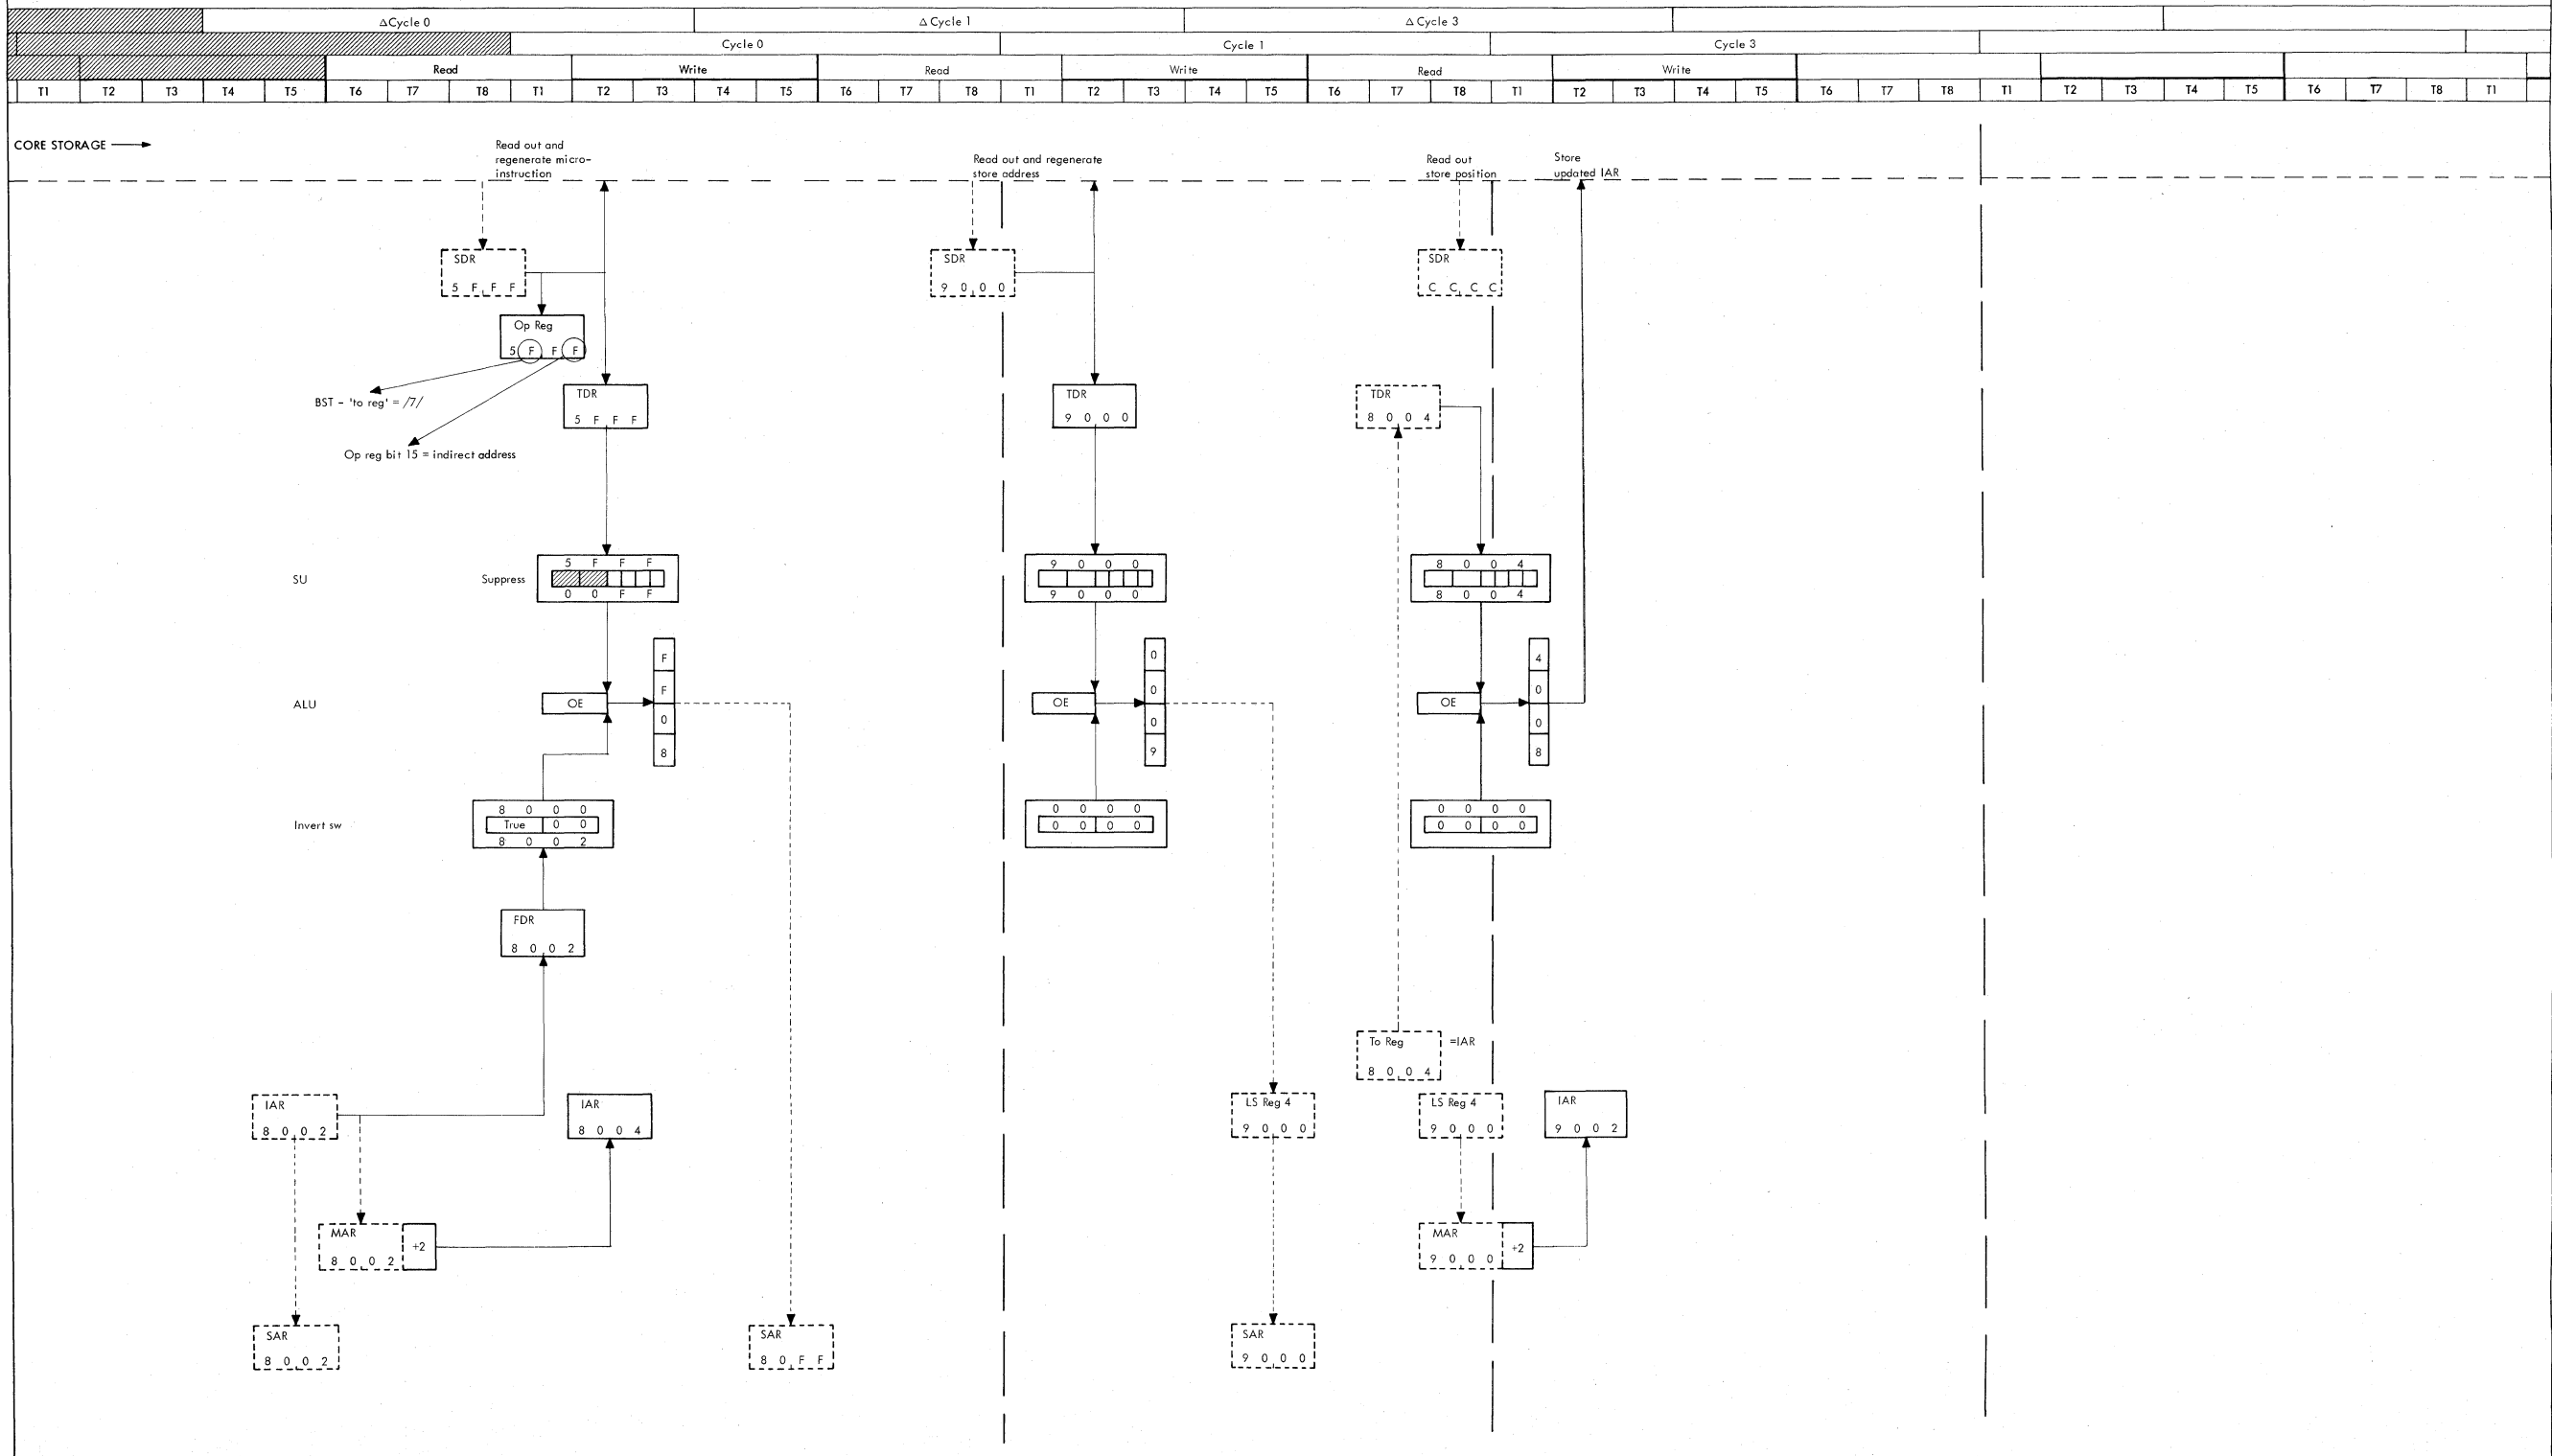 ΔCycle 0 ΔCycle 1 ΔCycle 3
Cycle 0 Cycle 1 Cycle 3
Read Write Read Write Read Write
T1 T2 T3 T4 T5 T6 T7 T8 T1 T2 T3 T4 T5 T6 T7 T8 T1 T2 T3 T4 T5 T6 T7 T8 T1 T2 T3 T4 T5 T6 T7 T8 T1 T2 T3 T4 T5 T6 T7 T8 T1
CORE STORAGE
Read out and
regenerate micro-
instruction
Read out and regenerate
store address
Read out
store position
Store
updated IAR
SDR
5 F F F
SDR
9 0 0 0
SDR
C C C C
Op Reg
5 F F F
BST - 'to reg' = /7/
Op reg bit 15 = indirect address
TDR
5 F F F
TDR
9 0 0 0
TDR
8 0 0 4
SU
Suppress
5 F F F
0 0 F F
9 0 0 0
9 0 0 0
8 0 0 4
8 0 0 4
ALU
OE
F
F
0
8
OE
0
0
0
9
OE
4
0
0
8
Invert sw
8 0 0 0
True 0 0
8 0 0 2
0 0 0 0
0 0 0 0
0 0 0 0
0 0 0 0
FDR
8 0 0 2
To Reg
8 0 0 4
=IAR
IAR
8 0 0 2
IAR
8 0 0 4
LS Reg 4
9 0 0 0
LS Reg 4
9 0 0 0
IAR
9 0 0 2
MAR
8 0 0 2
+2
MAR
9 0 0 0
+2
SAR
8 0 0 2
SAR
8 0 F F
SAR
9 0 0 0